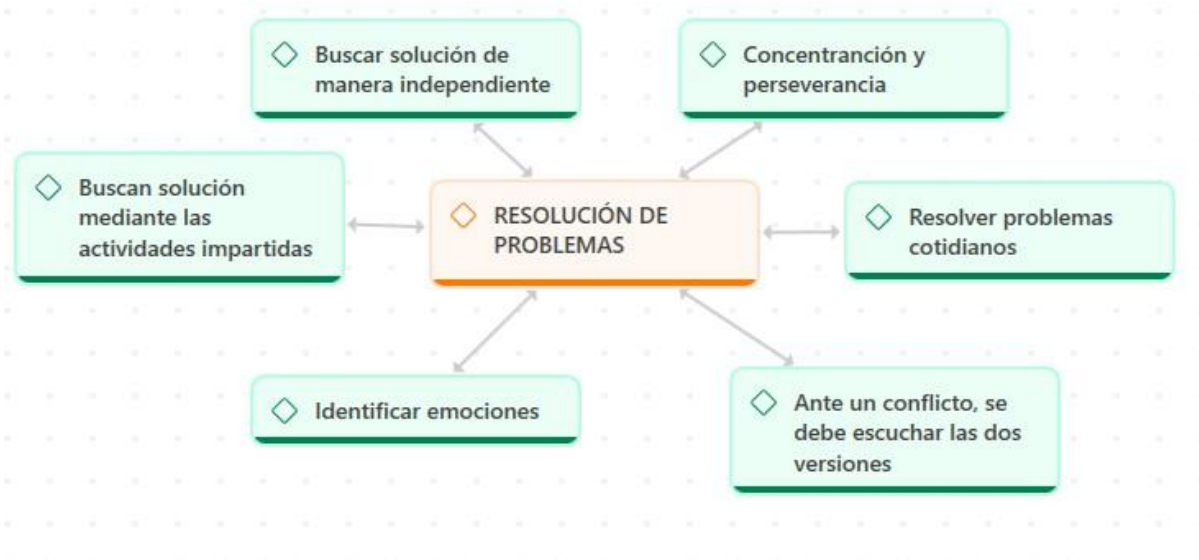 Buscar solución de
manera independiente
Concentranción y
perseverancia
Buscan solución
mediante las
actividades impartidas
RESOLUCIÓN DE
PROBLEMAS
Resolver problemas
cotidianos
Identificar emociones
Ante un conflicto, se
debe escuchar las dos
versiones